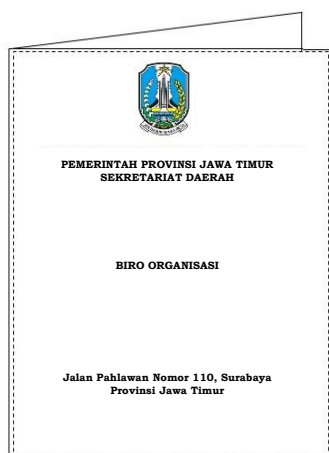 PEMERINTAH PROVINSI JAWA TIMUR
SEKRETARIAT DAERAH
BIRO ORGANISASI
Jalan Pahlawan Nomor 110, Surabaya
Provinsi Jawa Timur